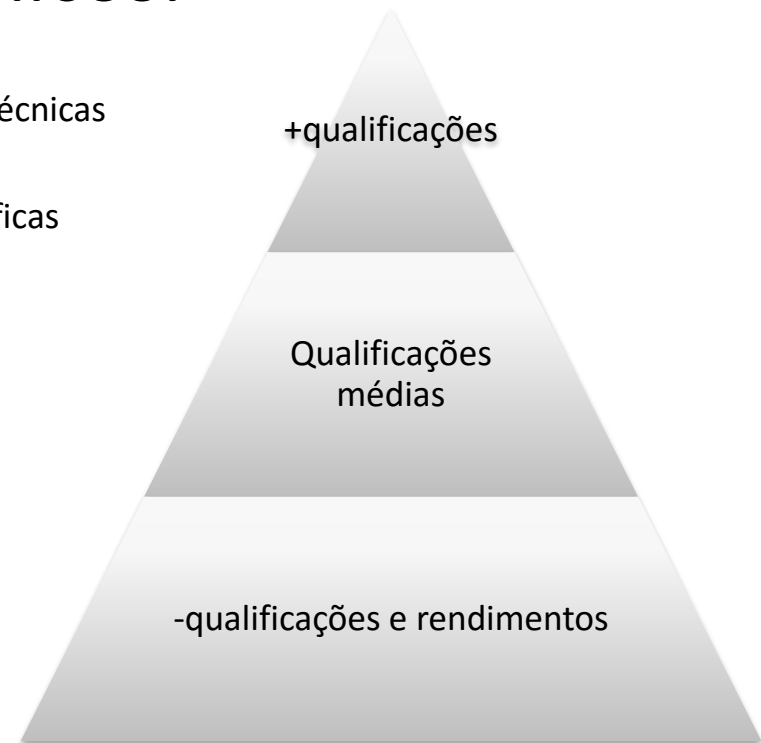 écnicas
ficas
+qualificações
Qualificações
médias
-qualificações e rendimentos